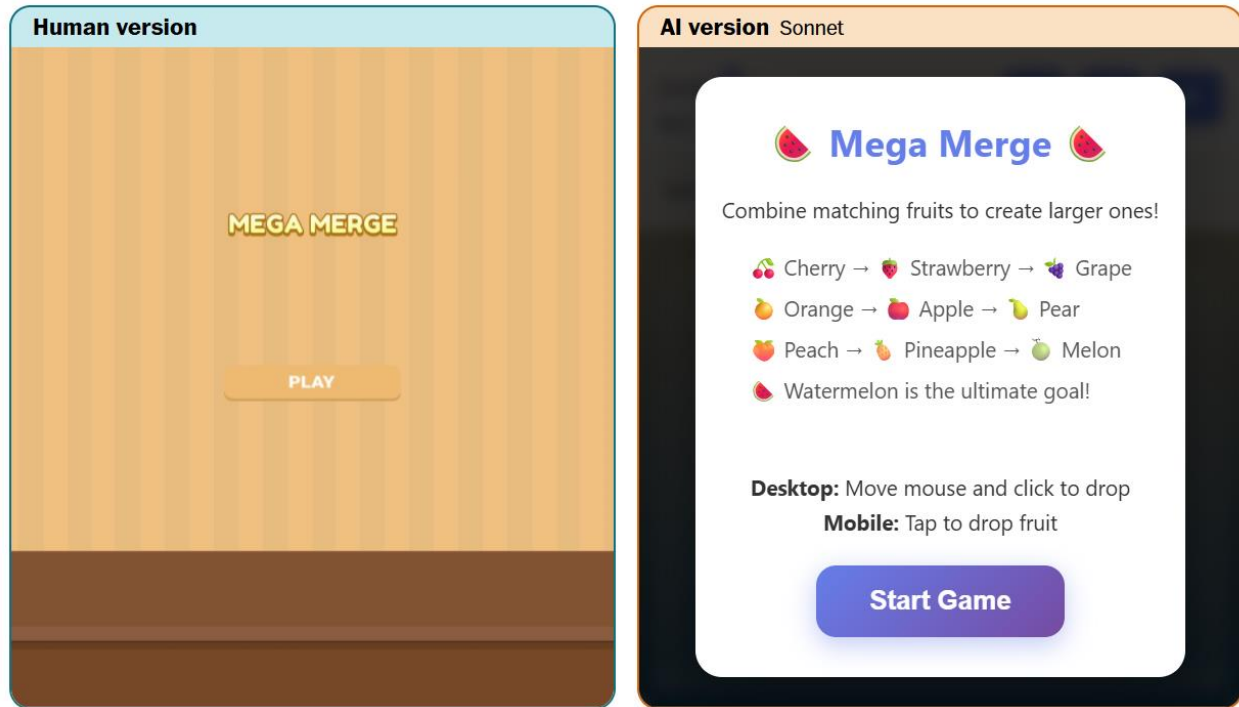 Human version
MEGA MERGE
PLAY
AI version Sonnet
Mega Merge
Combine matching fruits to create larger ones!
Cherry → Strawberry → Grape
Orange → Apple → Pear
Peach → Pineapple → Melon
Watermelon is the ultimate goal!
Desktop: Move mouse and click to drop
Mobile: Tap to drop fruit
Start Game